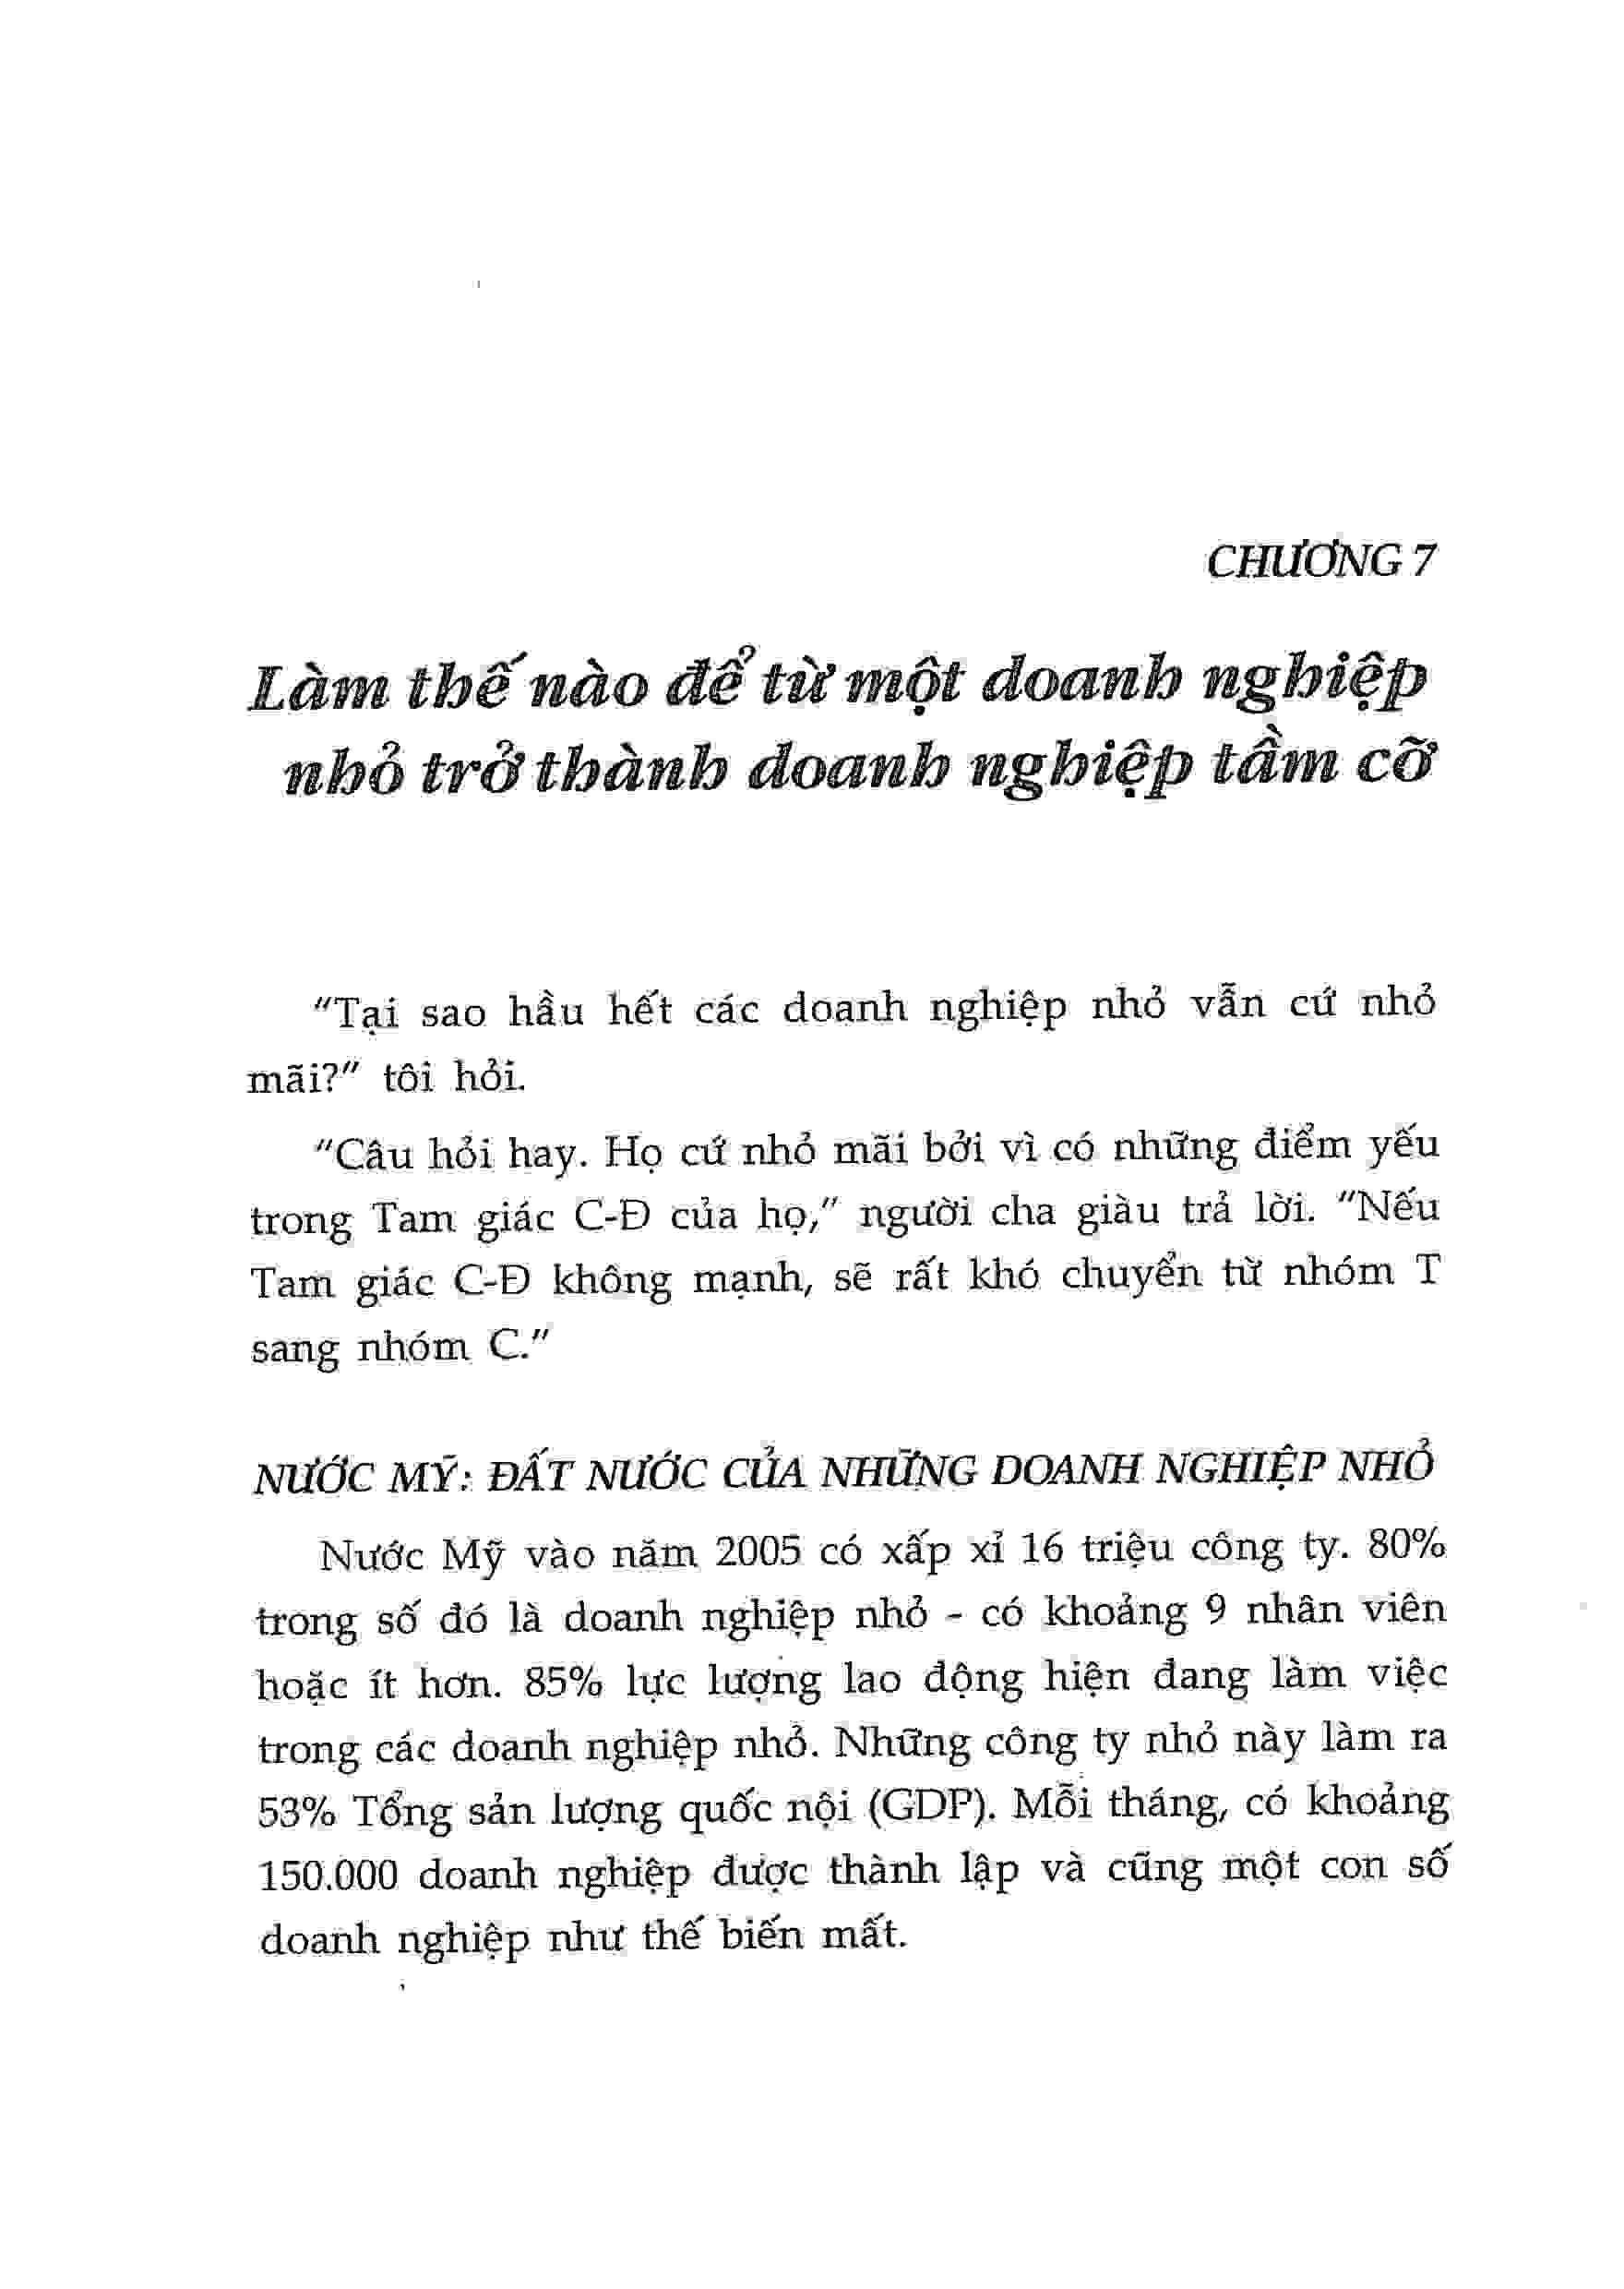 CHƯƠNG 7
Làm thế nào để từ một doanh nghiệp
nhỏ trở thành doanh nghiệp tầm cỡ
"Tại sao hầu hết các doanh nghiệp nhỏ vẫn cứ nhỏ
mãi?" tôi hỏi.
"Câu hỏi hay. Họ cứ nhỏ mãi bởi vì có những điểm yếu
trong Tam giác C-Đ của họ," người cha giàu trả lời. "Nếu
Tam giác C-Đ không mạnh, sẽ rất khó chuyển từ nhóm T
sang nhóm C."
NƯỚC MỸ: ĐẤT NƯỚC CỦA NHỮNG DOANH NGHIỆP NHỎ
Nước Mỹ vào năm 2005 có xấp xỉ 16 triệu công ty. 80%
trong số đó là doanh nghiệp nhỏ - có khoảng 9 nhân viên
hoặc ít hơn. 85% lực lượng lao động hiện đang làm việc
trong các doanh nghiệp nhỏ. Những công ty nhỏ này làm ra
53% Tổng sản lượng quốc nội (GDP). Mỗi tháng, có khoảng
150.000 doanh nghiệp được thành lập và cũng một con số
doanh nghiệp như thế biến mất.